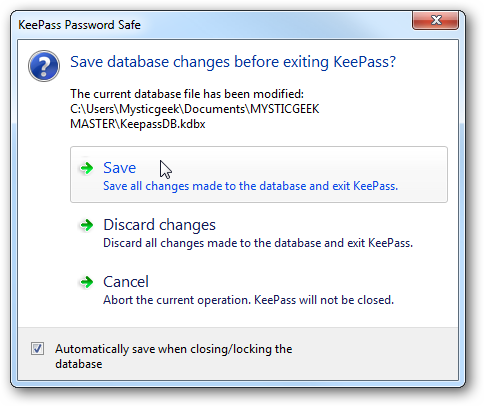 KeePass Password Safe
Save database changes before exiting KeePass?
The current database file has been modified:
C:\Users\Mysticgeek\Documents\MYSTICGEEK
MASTER\KeepassDB.kdbx
Save
Save all changes made to the database and exit KeePass.
Discard changes
Discard all changes made to the database and exit KeePass.
Cancel
Abort the current operation. KeePass will not be closed.
Automatically save when closing/locking the
database